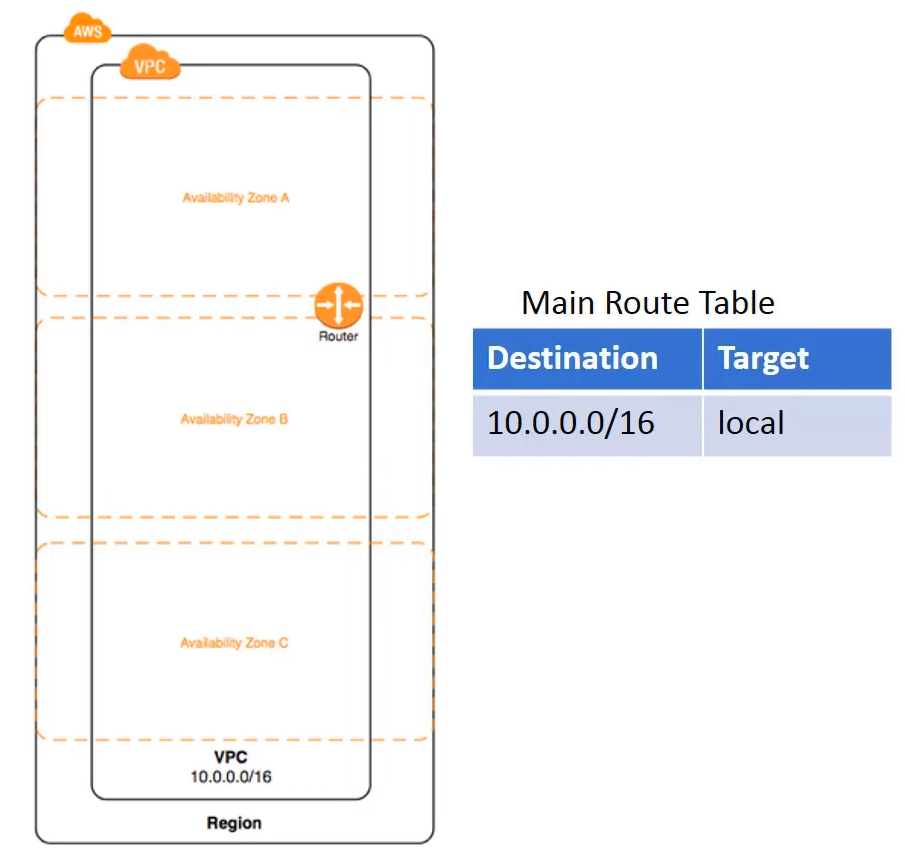 AWS
VPC
Availability Zone A
Router
Availability Zone B
Availability Zone C
VPC
10.0.0.0/16
Region
Main Route Table
Destination Target
10.0.0.0/16 local